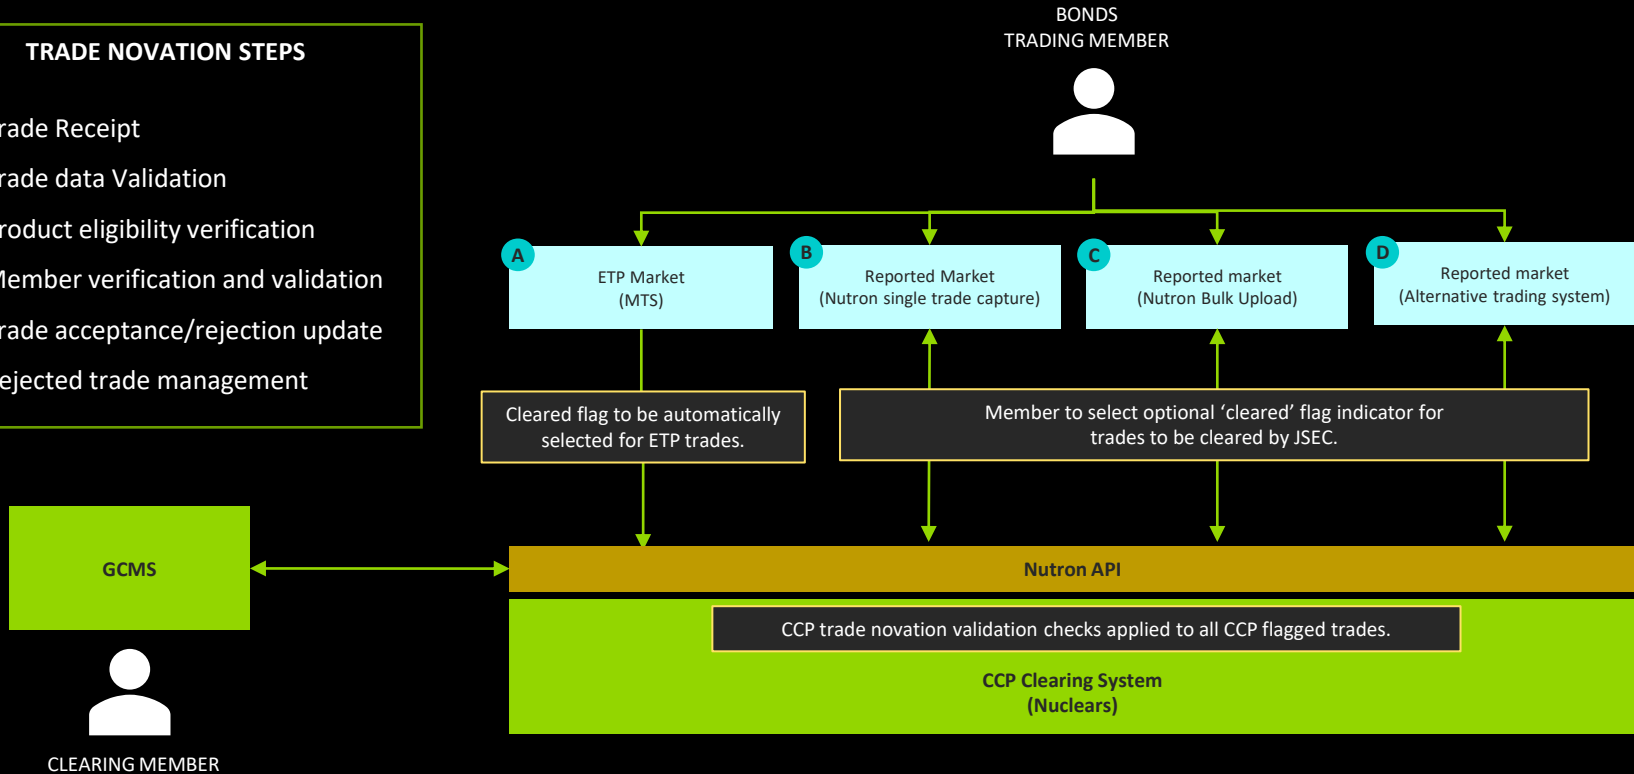 TRADE NOVATION STEPS
rade Receipt
rade data Validation
roduct eligibility verification
Member verification and validation
rade acceptance/rejection update
ejected trade management
BONDS
TRADING MEMBER
A
ETP Market
(MTS)
B
Reported Market
(Nutron single trade capture)
C
Reported market
(Nutron Bulk Upload)
D
Reported market
(Alternative trading system)
Cleared flag to be automatically
selected for ETP trades.
Member to select optional ‘cleared’ flag indicator for
trades to be cleared by JSEC.
GCMS
Nutron API
CCP trade novation validation checks applied to all CCP flagged trades.
CCP Clearing System
(Nuclears)
CLEARING MEMBER